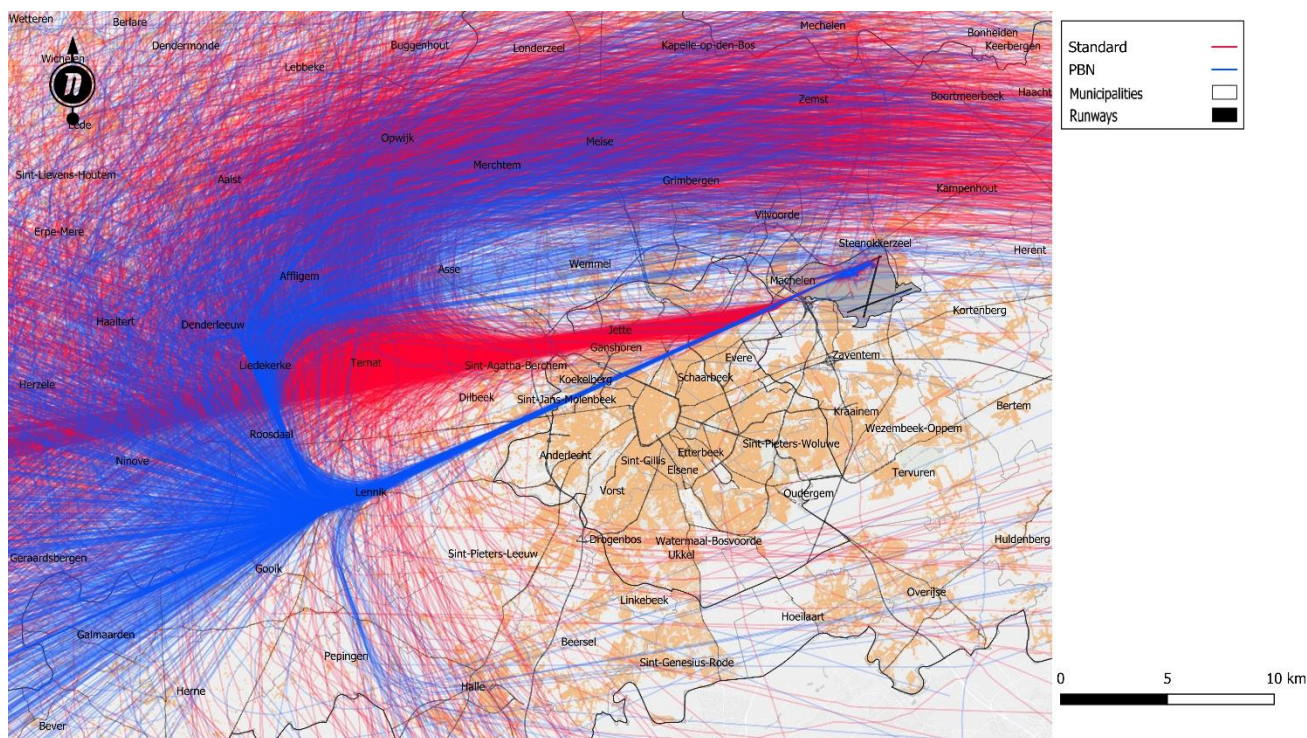 Wetteren
Berlare
Dendermonde
Buggenhout
Londerzeel
Kapelle-op-den-Bos
Mechelen
Bonheiden
Keerbergen
Wichelen
Lebbeke
Zemst
Boortmeerbeek
Haacht
N
Lede
Opwijk
Meise
Merchtem
Sint-Lievens-Houtem
Aalst
Grimbergen
Kampenhout
Vilvoorde
Erpe-Mere
Steenokkerzeel
Herent
Affligem
Asse
Wemmel
Machelen
Haaltert
Denderleeuw
Kortenberg
Jette
Ganshoren
Liedekerke
Ternat
Sint-Agatha-Berchem
Evere
Zaventem
Herzele
Koekelberg
Schaarbeek
Dilbeek
Sint-Jans-Molenbeek
Kraainem
Bertem
Roosdaal
Wezembeek-Oppem
Ninove
Anderlecht
Sint-Gillis
Etterbeek
Sint-Pieters-Woluwe
Elsene
Tervuren
Lennik
Vorst
Oudergem
Geraardsbergen
Sint-Pieters-Leeuw
Drogenbos
Watermaal-Bosvoorde
Ukkel
Huldenberg
Gooik
Linkebeek
Overijse
Hoeilaart
Galmaarden
Beersel
Pepingen
Sint-Genesius-Rode
Herne
Halle
Bever
Standard
PBN
Municipalities
Runways
0 5 10 km